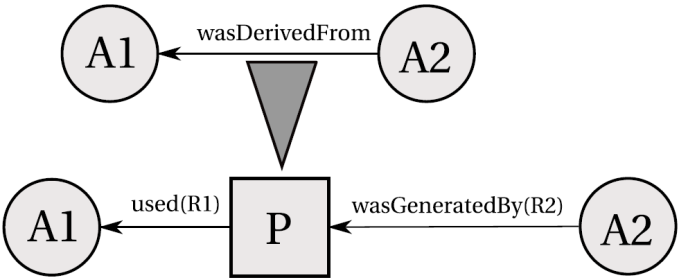 wasDerivedFrom
A1
A2
used(R1)
wasGeneratedBy(R2)
A1
P
A2